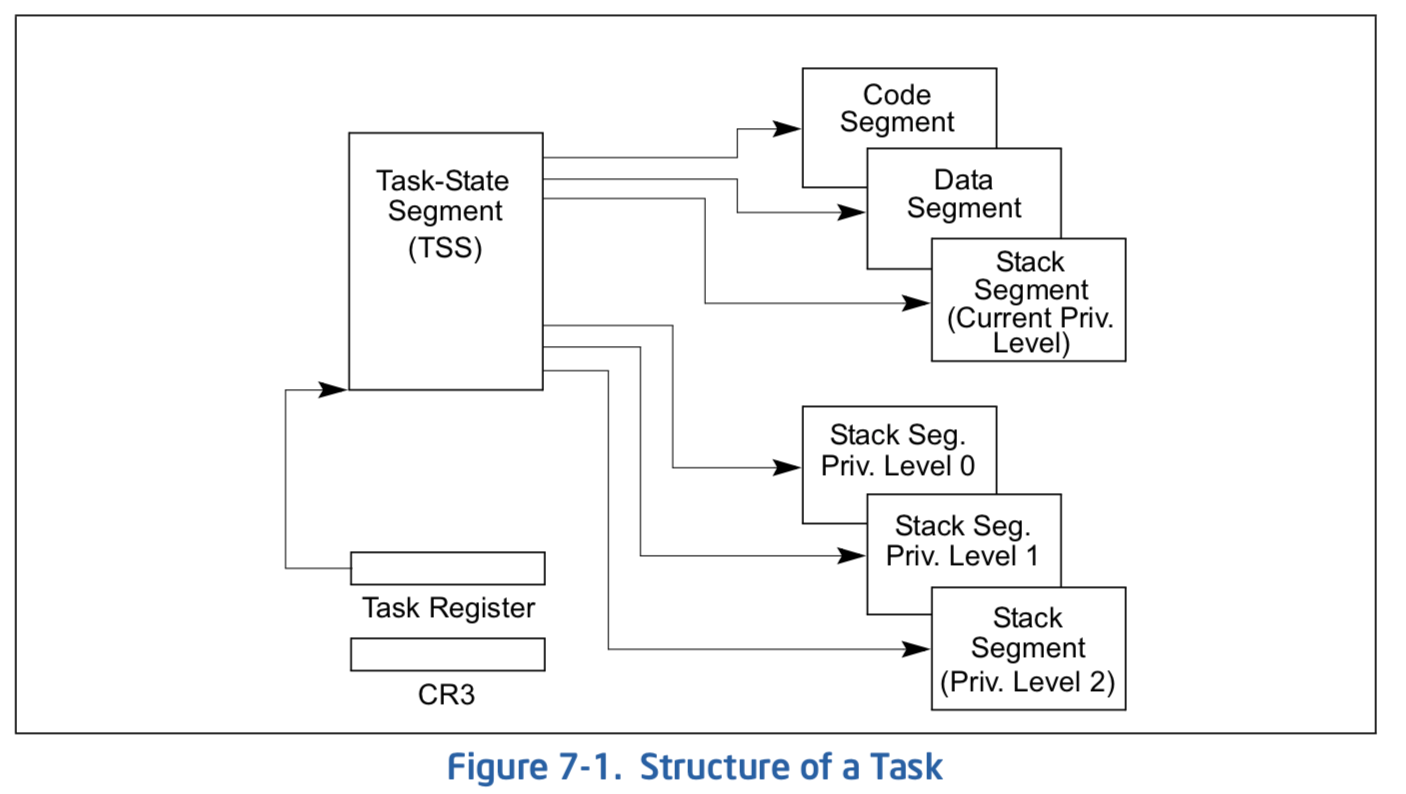 Code
Segment
Data
Segment
Stack
Segment
(Current Priv.
Level)
Task-State
Segment
(TSS)
Stack Seg.
Priv. Level 0
Stack Seg.
Priv. Level 1
Stack
Segment
(Priv. Level 2)
Task Register
CR3
Figure 7-1. Structure of a Task